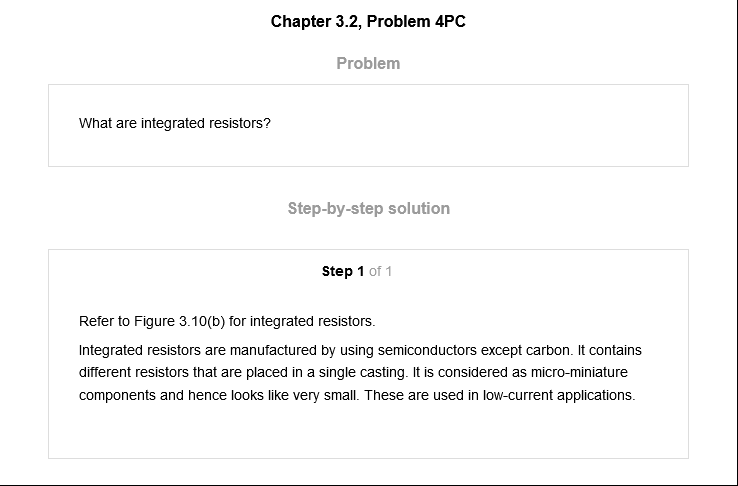 Chapter 3.2, Problem 4PC
Problem
What are integrated resistors?
Step-by-step solution
Step 1 of 1
Refer to Figure 3.10(b) for integrated resistors.
Integrated resistors are manufactured by using semiconductors except carbon. It contains
different resistors that are placed in a single casting. It is considered as micro-miniature
components and hence looks like very small. These are used in low-current applications.